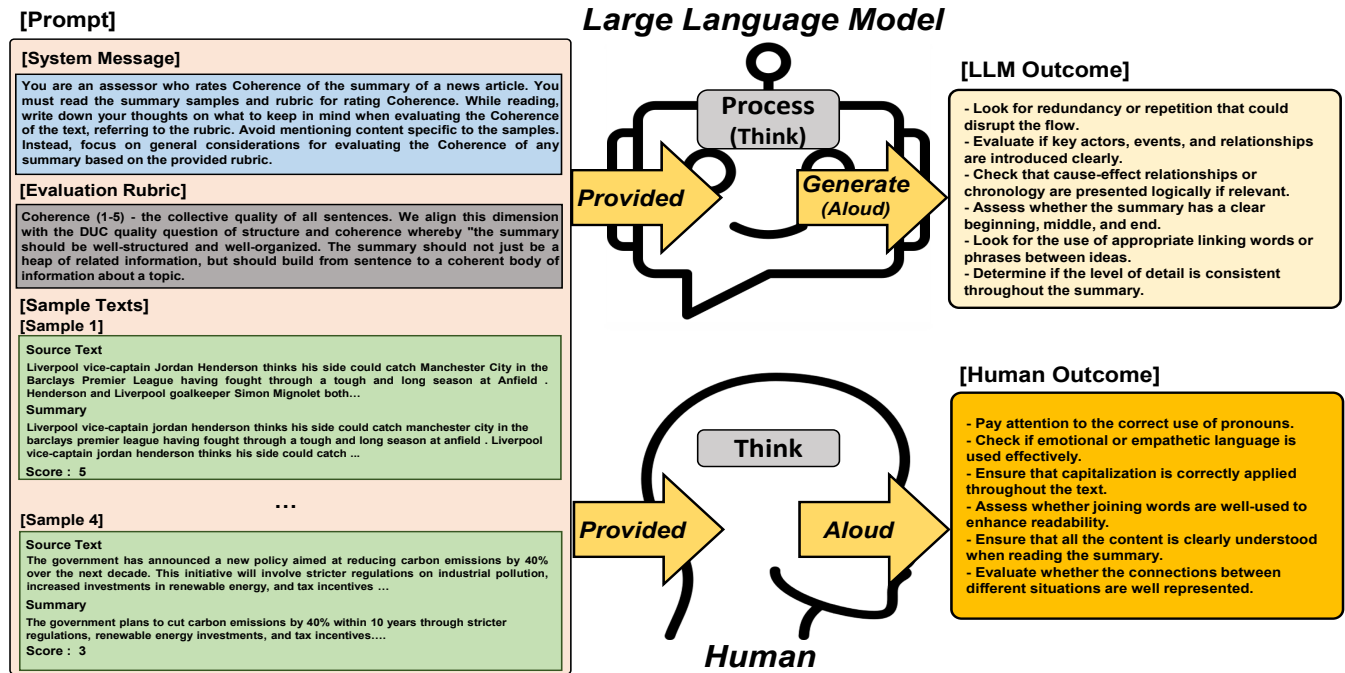 [Prompt]
[System Message]
You are an assessor who rates Coherence of the summary of a news article. You
must read the summary samples and rubric for rating Coherence. While reading,
write down your thoughts on what to keep in mind when evaluating the Coherence
of the text, referring to the rubric. Avoid mentioning content specific to the samples.
Instead, focus on general considerations for evaluating the Coherence of any
summary based on the provided rubric.
[Evaluation Rubric]
Coherence (1-5) - the collective quality of all sentences. We align this dimension
with the DUC quality question of structure and coherence whereby "the summary
should be well-structured and well-organized. The summary should not just be a
heap of related information, but should build from sentence to a coherent body of
information about a topic.
[Sample Texts]
[Sample 1]
Source Text
Liverpool vice-captain Jordan Henderson thinks his side could catch Manchester City in the
Barclays Premier League having fought through a tough and long season at Anfield .
Henderson and Liverpool goalkeeper Simon Mignolet both…
Summary
Liverpool vice-captain jordan henderson thinks his side could catch manchester city in the
barclays premier league having fought through a tough and long season at anfield . Liverpool
vice-captain jordan henderson thinks his side could catch ...
Score : 5
…
[Sample 4]
Source Text
The government has announced a new policy aimed at reducing carbon emissions by 40%
over the next decade. This initiative will involve stricter regulations on industrial pollution,
increased investments in renewable energy, and tax incentives …
Summary
The government plans to cut carbon emissions by 40% within 10 years through stricter
regulations, renewable energy investments, and tax incentives….
Score : 3
Large Language Model
Process
(Think)
Provided
Generate
(Aloud)
[LLM Outcome]
- Look for redundancy or repetition that could
disrupt the flow.
- Evaluate if key actors, events, and relationships
are introduced clearly.
- Check that cause-effect relationships or
chronology are presented logically if relevant.
- Assess whether the summary has a clear
beginning, middle, and end.
- Look for the use of appropriate linking words or
phrases between ideas.
- Determine if the level of detail is consistent
throughout the summary.
Think
Provided
Aloud
Human
[Human Outcome]
- Pay attention to the correct use of pronouns.
- Check if emotional or empathetic language is
used effectively.
- Ensure that capitalization is correctly applied
throughout the text.
- Assess whether joining words are well-used to
enhance readability.
- Ensure that all the content is clearly understood
when reading the summary.
- Evaluate whether the connections between
different situations are well represented.